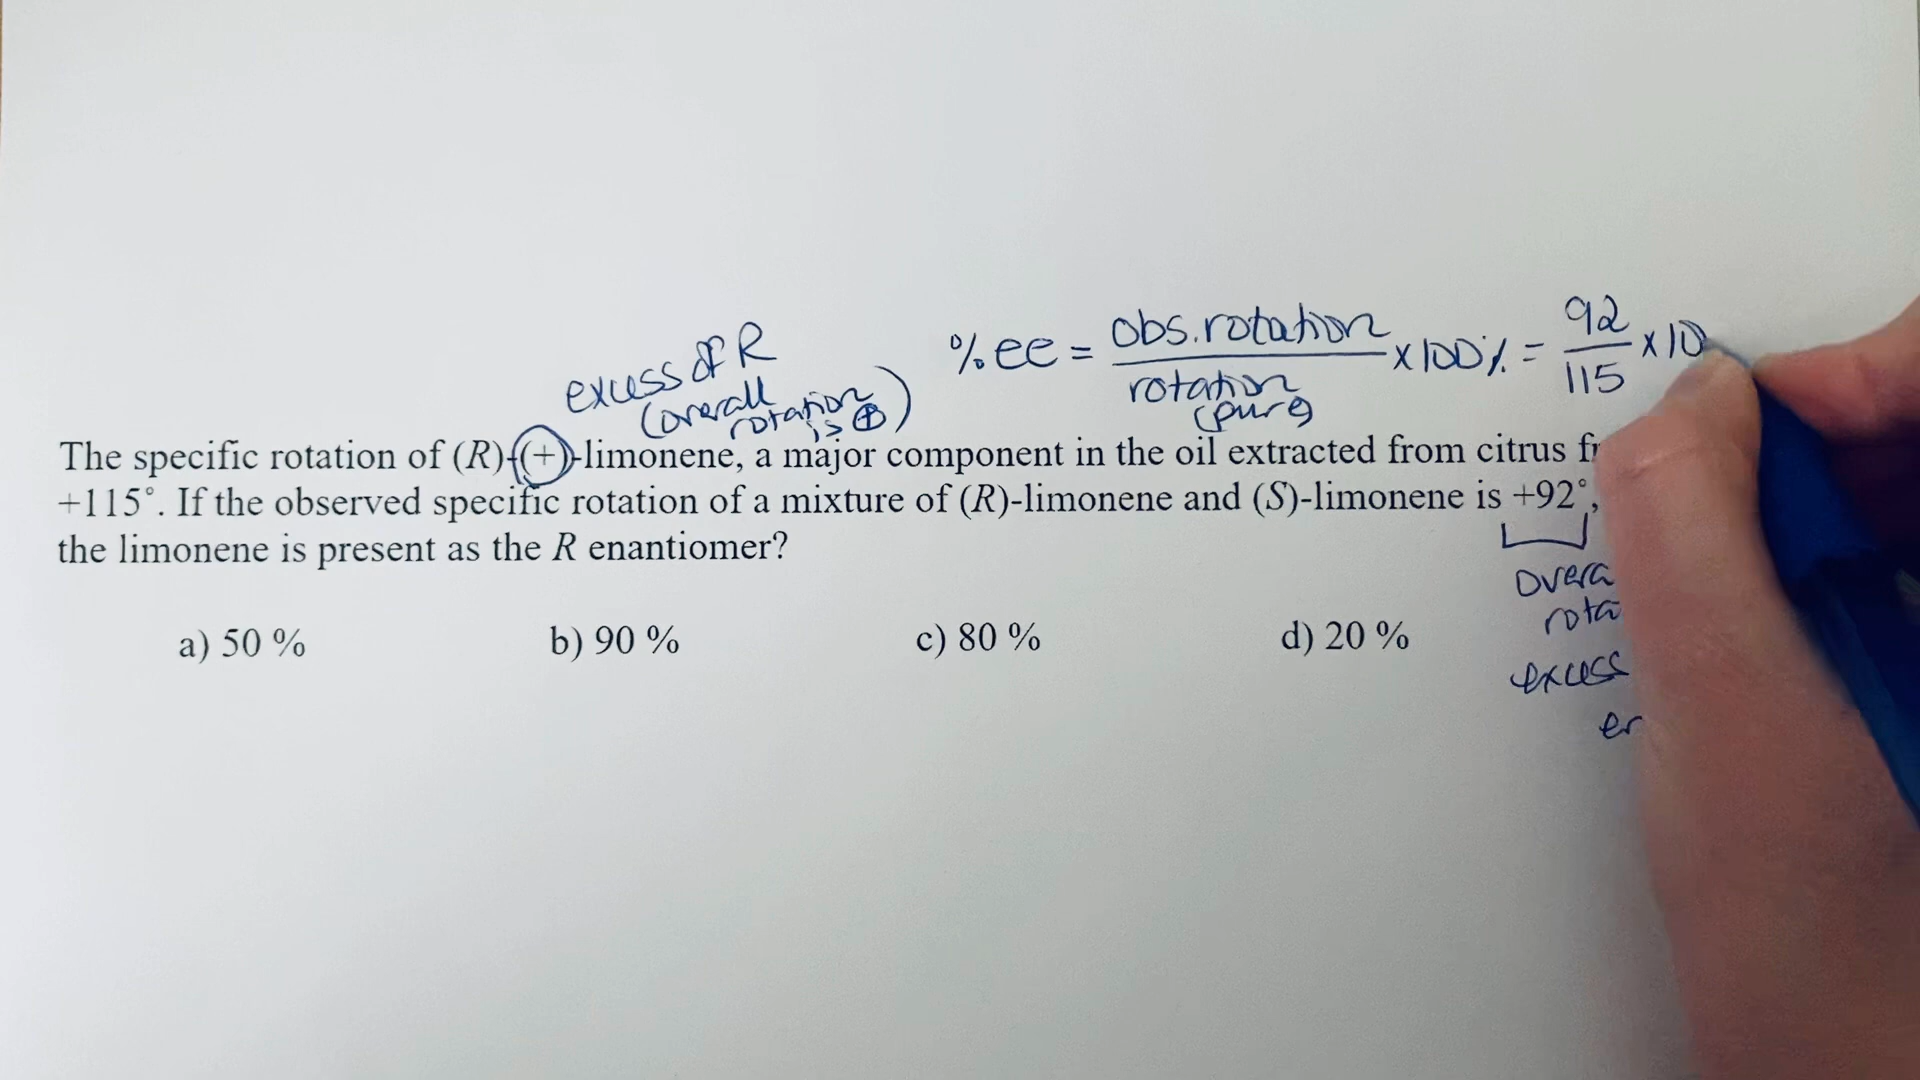 excess of R
(overall
rotation
is ⊕)
%ee = obs.rotation / rotation (pure) x 100% = 92 / 115 x 10
The specific rotation of (R)-(+)-limonene, a major component in the oil extracted from citrus
+115°. If the observed specific rotation of a mixture of (R)-limonene and (S)-limonene is +92°,
the limonene is present as the R enantiomer?
a) 50 % b) 90 % c) 80 % d) 20 %
excess